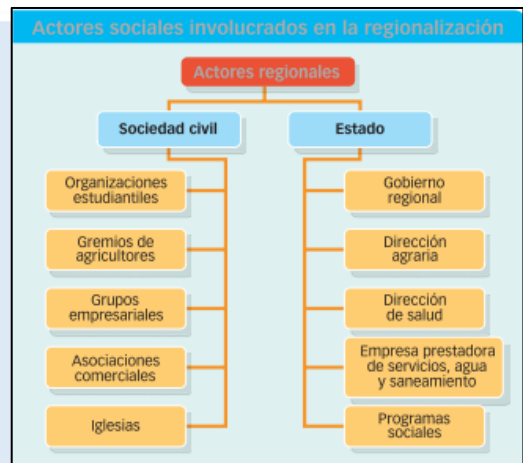 Actores sociales involucrados en la regionalización
Actores regionales
Sociedad civil
Organizaciones
estudiantiles
Gremios de
agricultores
Grupos
empresariales
Asociaciones
comerciales
Iglesias
Estado
Gobierno
regional
Dirección
agraria
Dirección
de salud
Empresa prestadora
de servicios, agua
y saneamiento
Programas
sociales